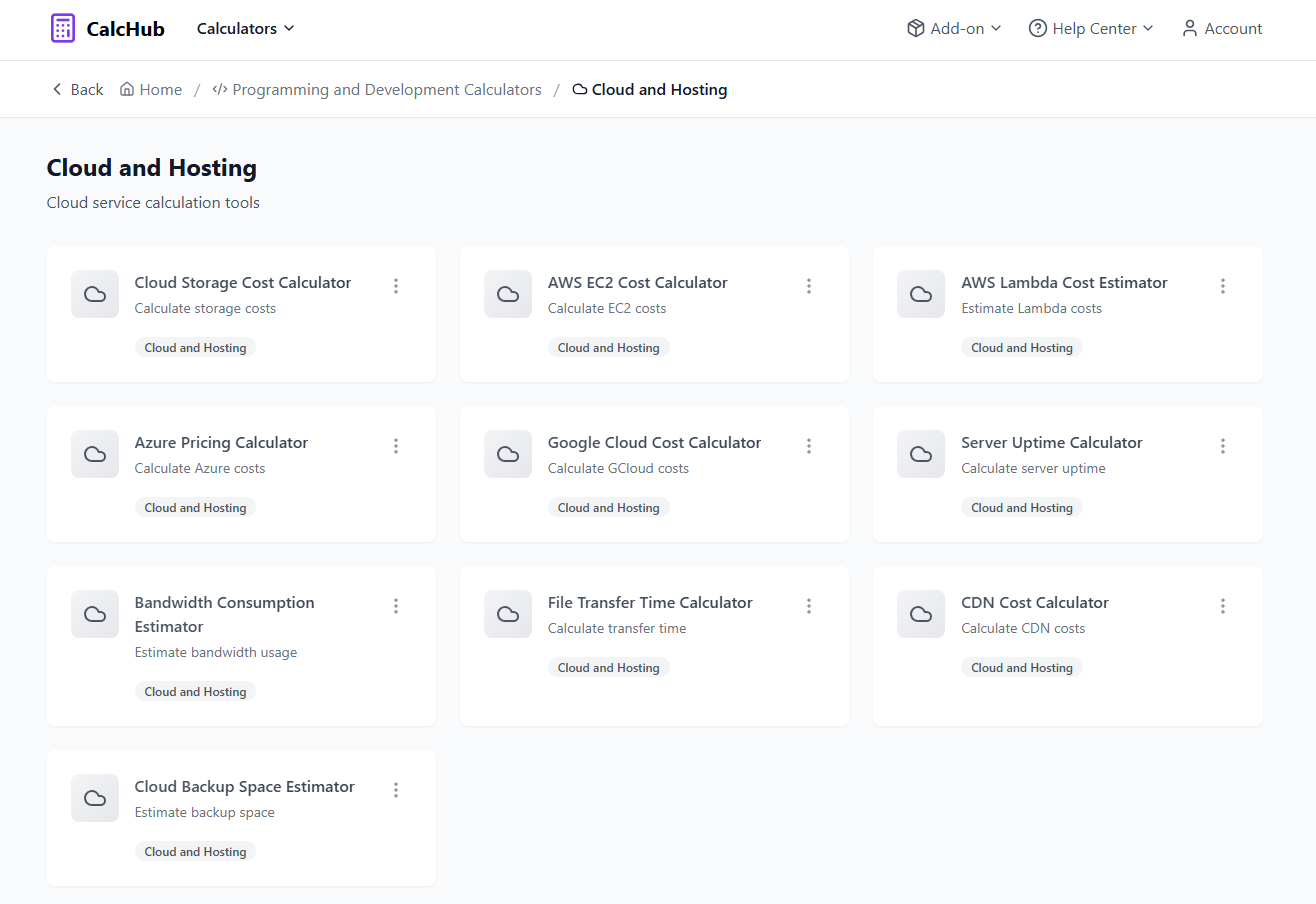 CalcHub
Calculators
Add-on
Help Center
Account
Back
Home / Programming and Development Calculators / Cloud and Hosting
Cloud and Hosting
Cloud service calculation tools
Cloud Storage Cost Calculator
Calculate storage costs
Cloud and Hosting
AWS EC2 Cost Calculator
Calculate EC2 costs
Cloud and Hosting
AWS Lambda Cost Estimator
Estimate Lambda costs
Cloud and Hosting
Azure Pricing Calculator
Calculate Azure costs
Cloud and Hosting
Google Cloud Cost Calculator
Calculate GCloud costs
Cloud and Hosting
Server Uptime Calculator
Calculate server uptime
Cloud and Hosting
Bandwidth Consumption
Estimator
Estimate bandwidth usage
Cloud and Hosting
File Transfer Time Calculator
Calculate transfer time
Cloud and Hosting
CDN Cost Calculator
Calculate CDN costs
Cloud and Hosting
Cloud Backup Space Estimator
Estimate backup space
Cloud and Hosting